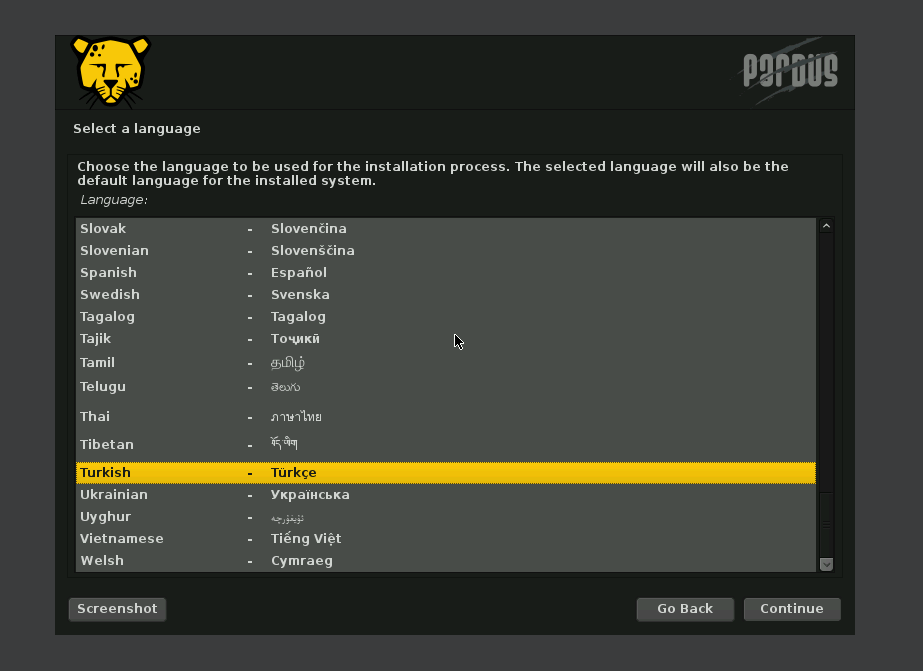 PARDUS
Select a language
Choose the language to be used for the installation process. The selected language will also be the
default language for the installed system.
Language:
Slovak - Slovenčina
Slovenian - Slovenščina
Spanish - Español
Swedish - Svenska
Tagalog - Tagalog
Tajik - Тоҷикӣ
Tamil - தமிழ்
Telugu - తెలుగు
Thai - ภาษาไทย
Tibetan - བོད་ཡིག
Turkish - Türkçe
Ukrainian - Українська
Uyghur - ئۇيغۇرچە
Vietnamese - Tiếng Việt
Welsh - Cymraeg
Screenshot Go Back Continue